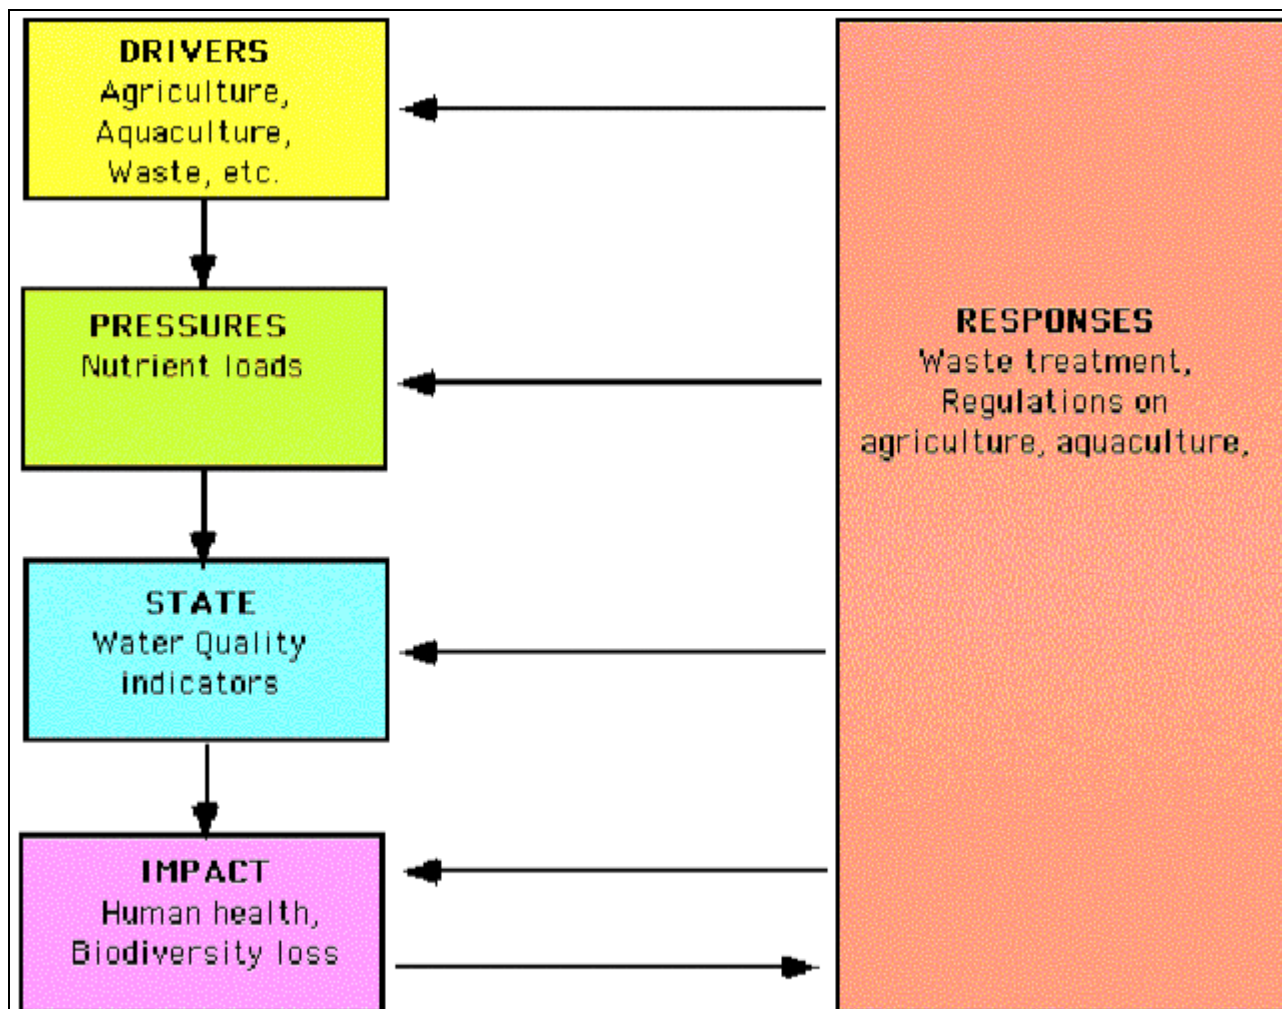 DRIVERS
Agriculture,
Aquaculture,
Waste, etc.
PRESSURES
Nutrient loads
STATE
Water Quality
indicators
IMPACT
Human health,
Biodiversity loss
RESPONSES
Waste treatment,
Regulations on
agriculture, aquaculture,